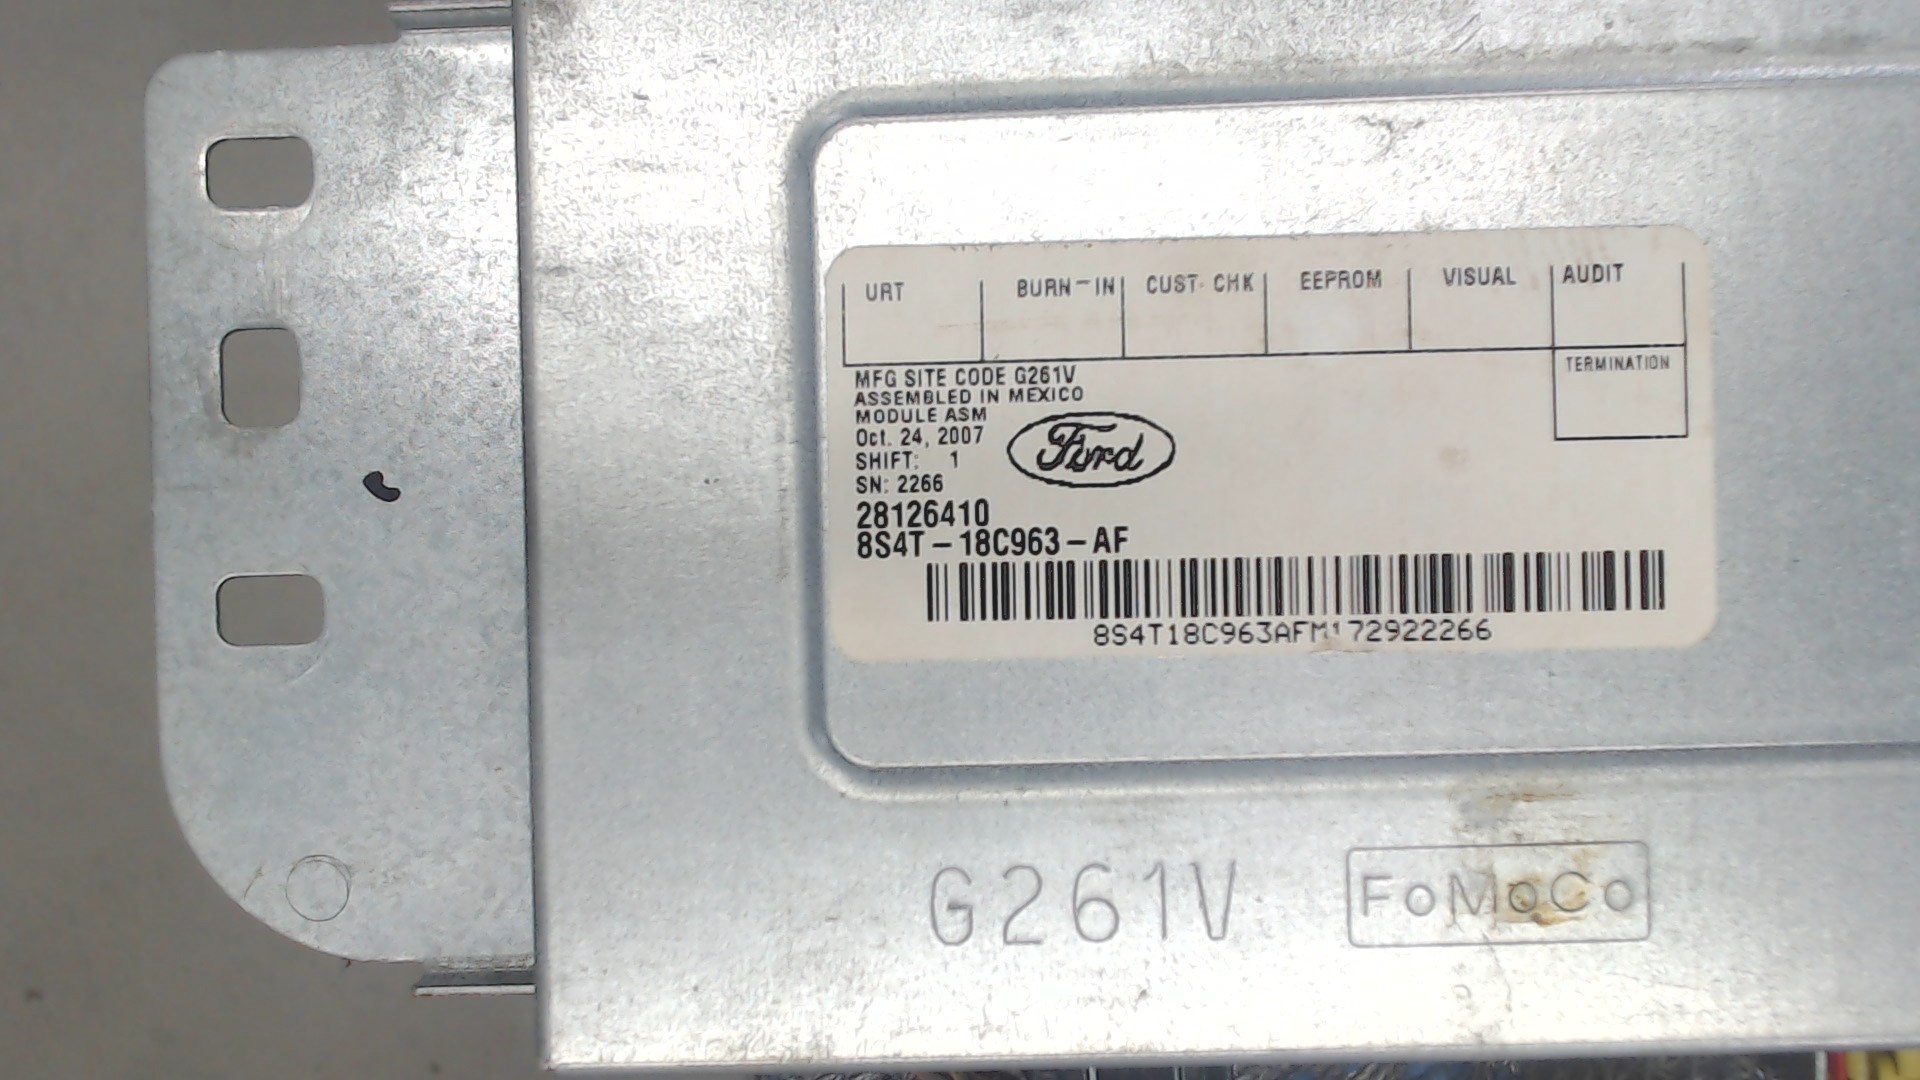 URT BURN-IN CUST. CHK EEPROM VISUAL AUDIT
TERMINATION
MFG SITE CODE G261V
ASSEMBLED IN MEXICO
MODULE ASM
Oct. 24, 2007
SHIFT: 1
SN: 2266
Ford
28126410
8S4T-18C963-AF
8S4T18C963AFM172922266
G261V FoMoCo